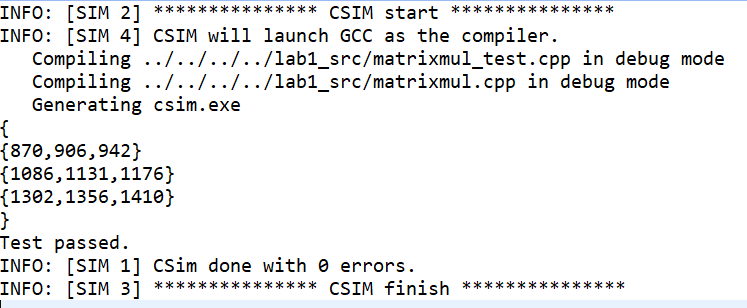 INFO: [SIM 2] *************** CSIM start ***************
INFO: [SIM 4] CSIM will launch GCC as the compiler.
   Compiling ../../../../lab1_src/matrixmul_test.cpp in debug mode
   Compiling ../../../../lab1_src/matrixmul.cpp in debug mode
   Generating csim.exe
{
{870,906,942}
{1086,1131,1176}
{1302,1356,1410}
}
Test passed.
INFO: [SIM 1] CSim done with 0 errors.
INFO: [SIM 3] *************** CSIM finish ***************